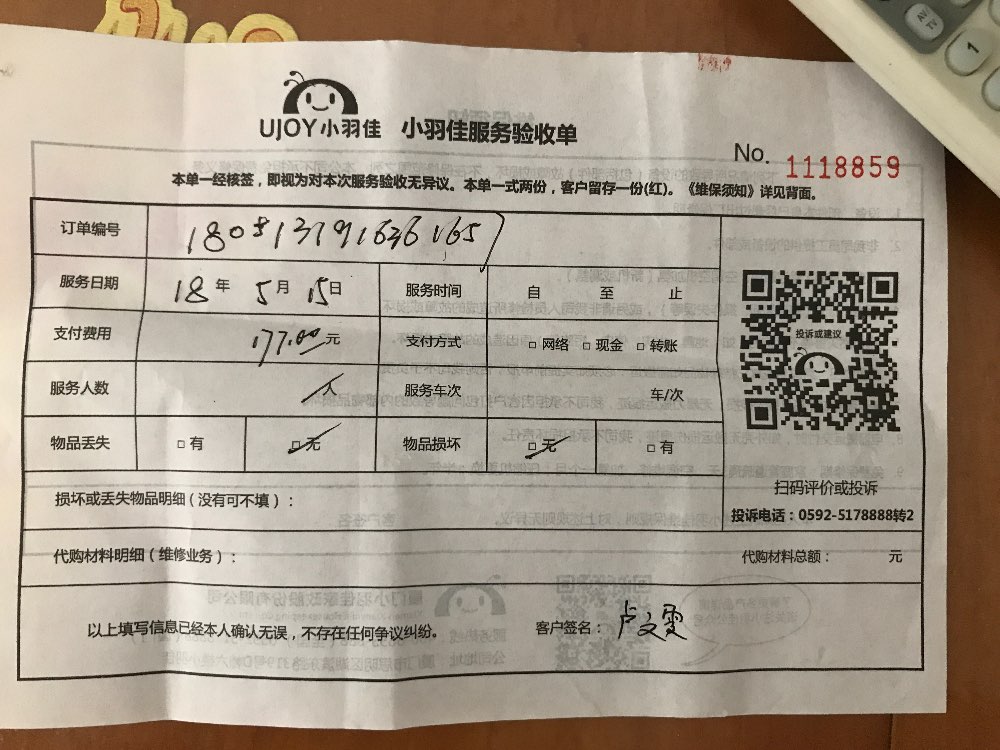 UJOY小羽佳 小羽佳服务验收单
No. 1118859
本单一经核签，即视为对本次服务验收无异议。本单一式两份，客户留存一份(红)。《维保须知》详见背面。
订单编号
服务日期 18 年 5 月 15 日 服务时间 自 至 止
支付费用 177.00 元 支付方式 □ 网络 □ 现金 □ 转账
服务人数 人 服务车次 车/次
物品丢失 □ 有 □ 无 物品损坏 □ 无 □ 有
投诉或建议
扫码评价或投诉
投诉电话：0592-5178888转2
损坏或丢失物品明细（没有可不填）：
代购材料明细（维修业务）： 代购材料总额： 元
以上填写信息已经本人确认无误，不存在任何争议纠纷。 客户签名：卢文雯
AV/TV
1